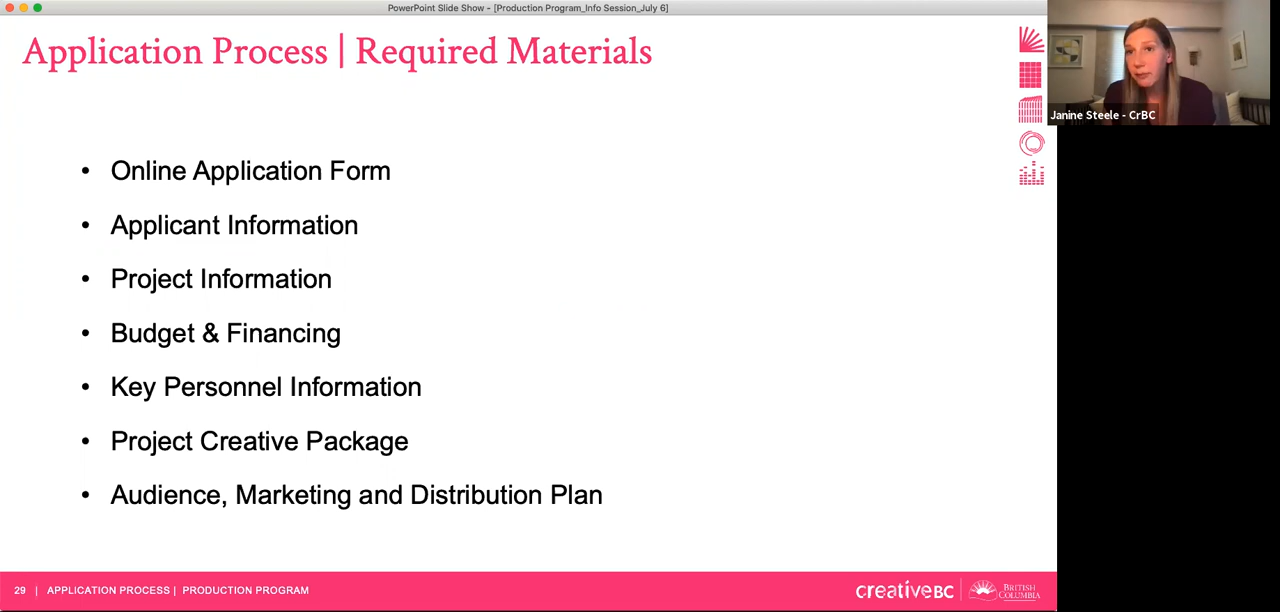 PowerPoint Slide Show - [Production Program_Info Session_July 6]
Application Process | Required Materials
Janine Steele - CrBC
• Online Application Form
• Applicant Information
• Project Information
• Budget & Financing
• Key Personnel Information
• Project Creative Package
• Audience, Marketing and Distribution Plan
29 | APPLICATION PROCESS | PRODUCTION PROGRAM
creativeBC
BRITISH
COLUMBIA